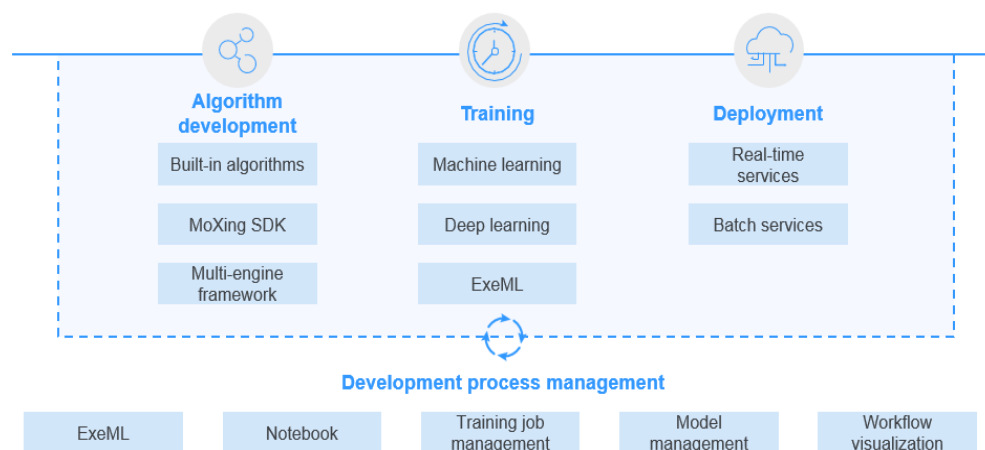 Algorithm
development
Training
Deployment
Built-in algorithms
Machine learning
Real-time
services
MoXing SDK
Deep learning
Batch services
Multi-engine
framework
ExeML
Development process management
ExeML
Notebook
Training job
management
Model
management
Workflow
visualization